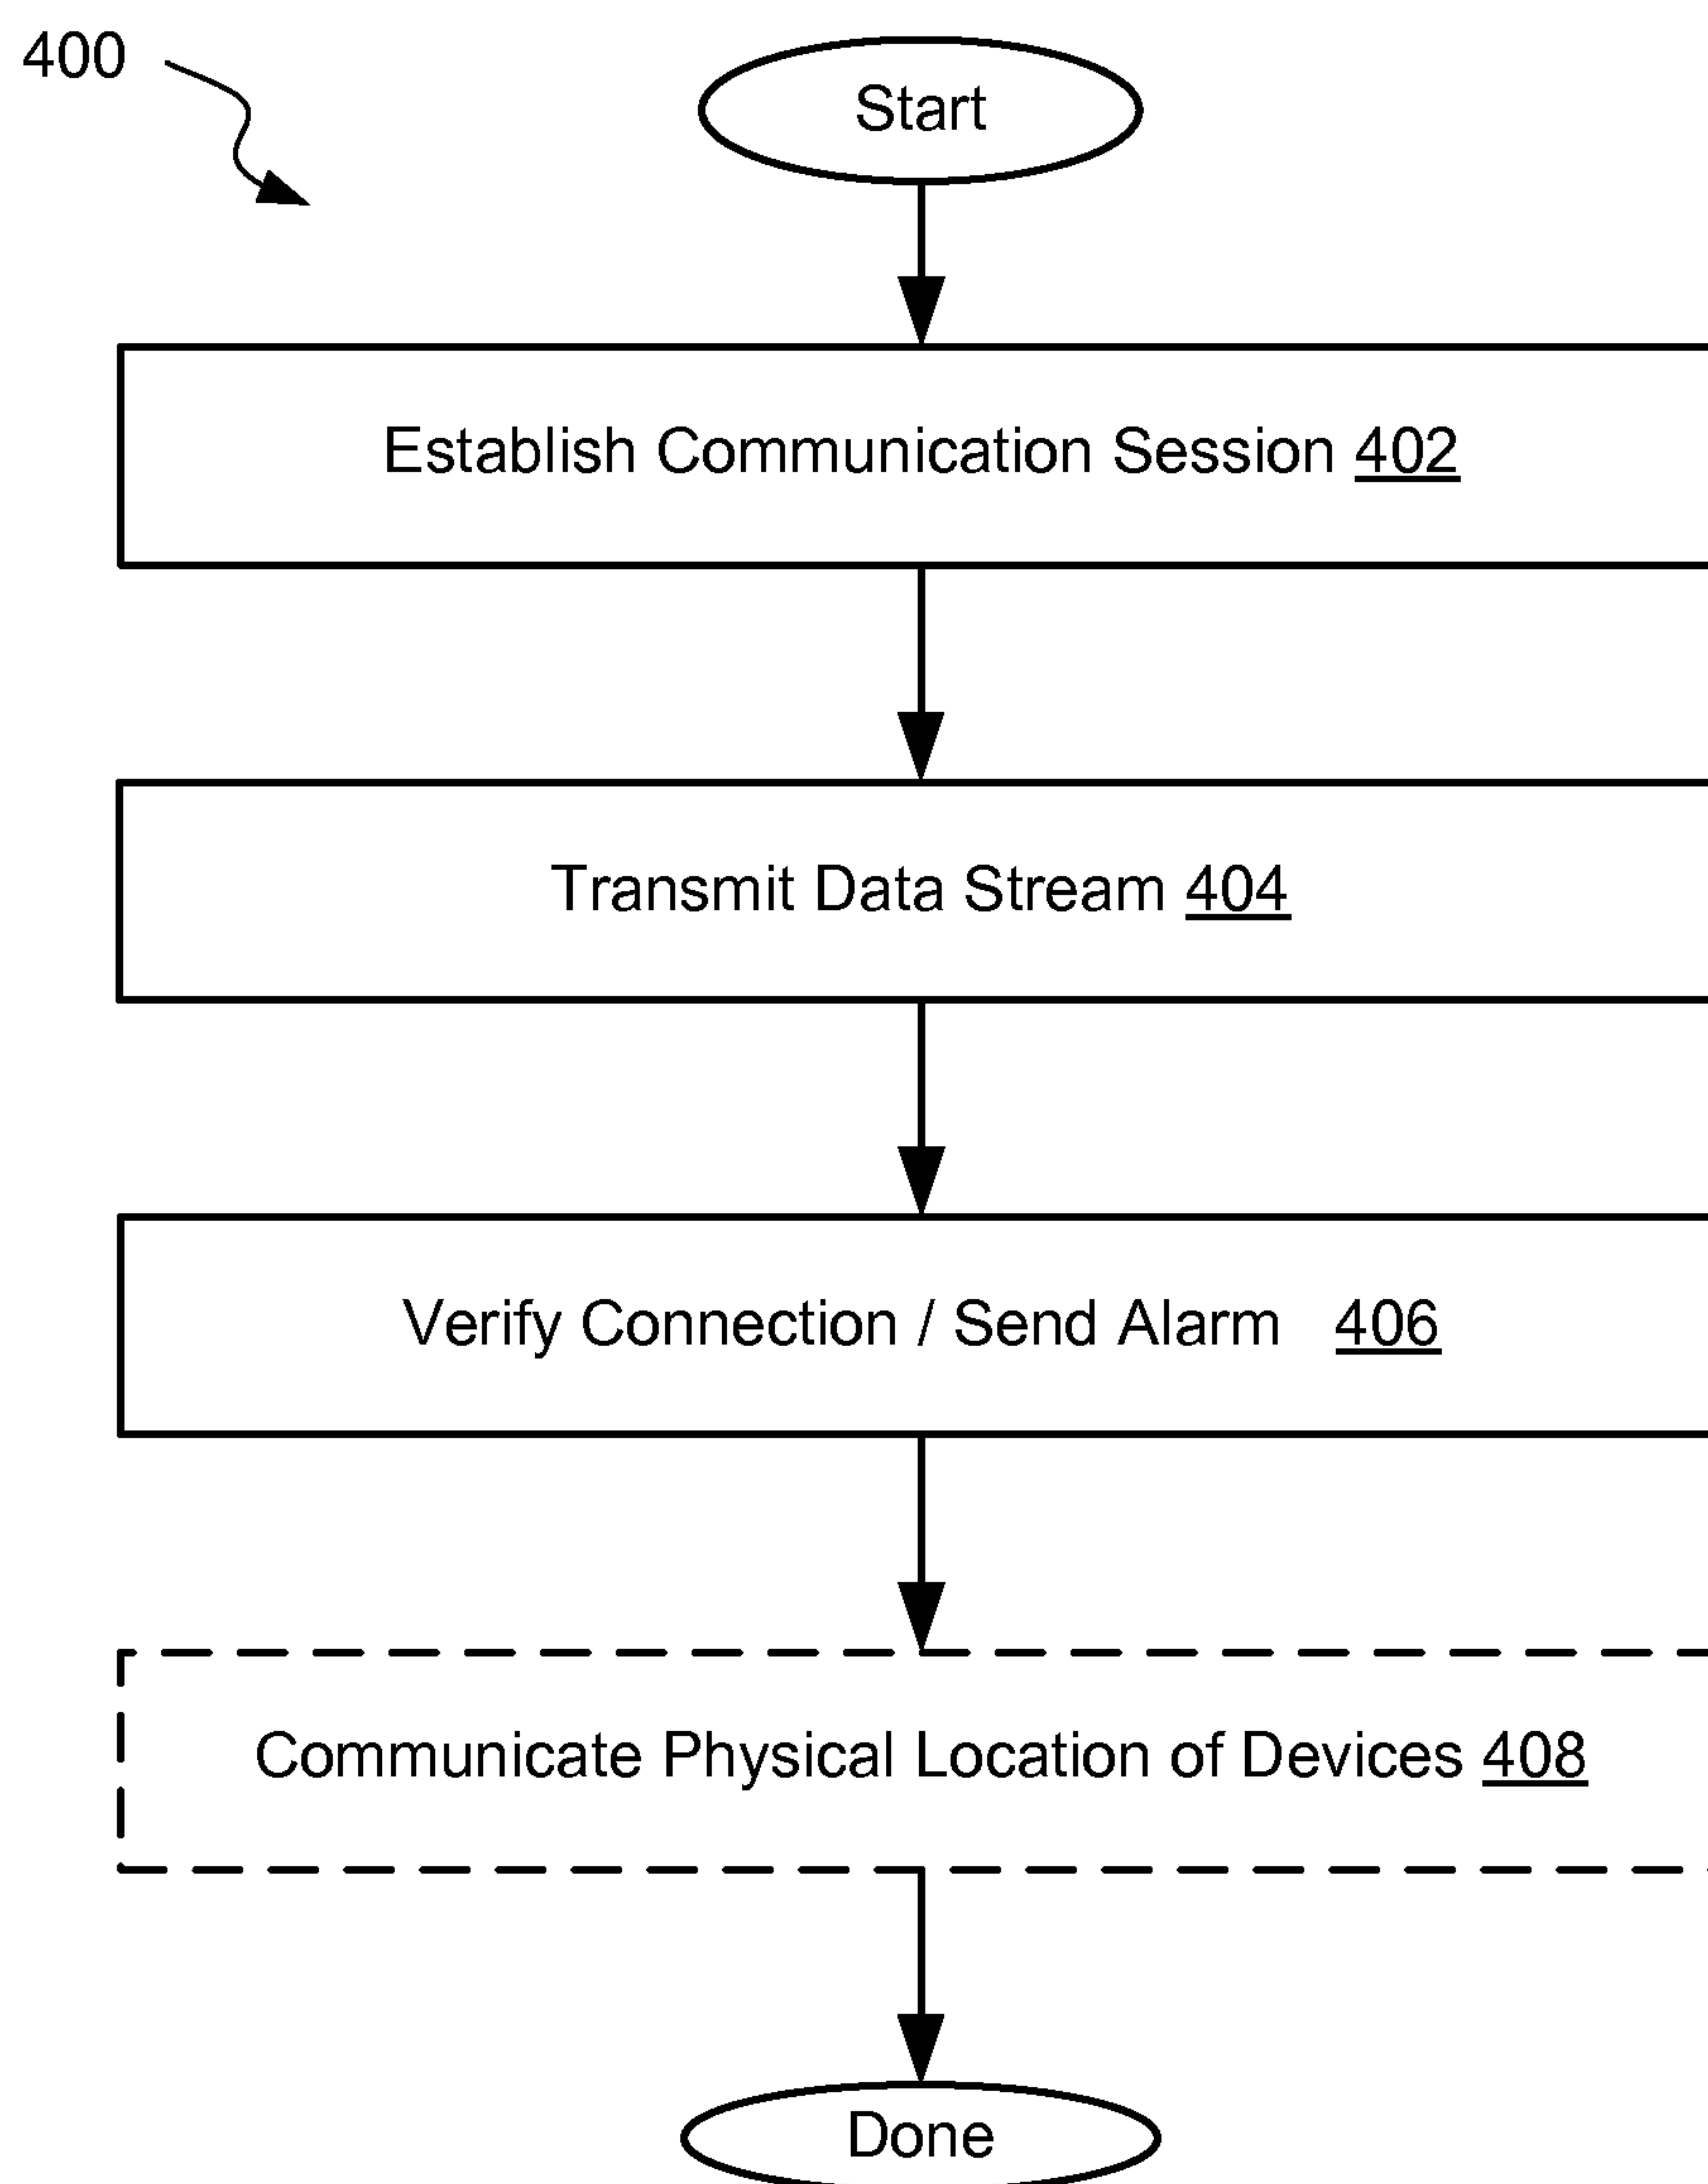 400
Start
Establish Communication Session 402
Transmit Data Stream 404
Verify Connection / Send Alarm 406
Communicate Physical Location of Devices 408
Done